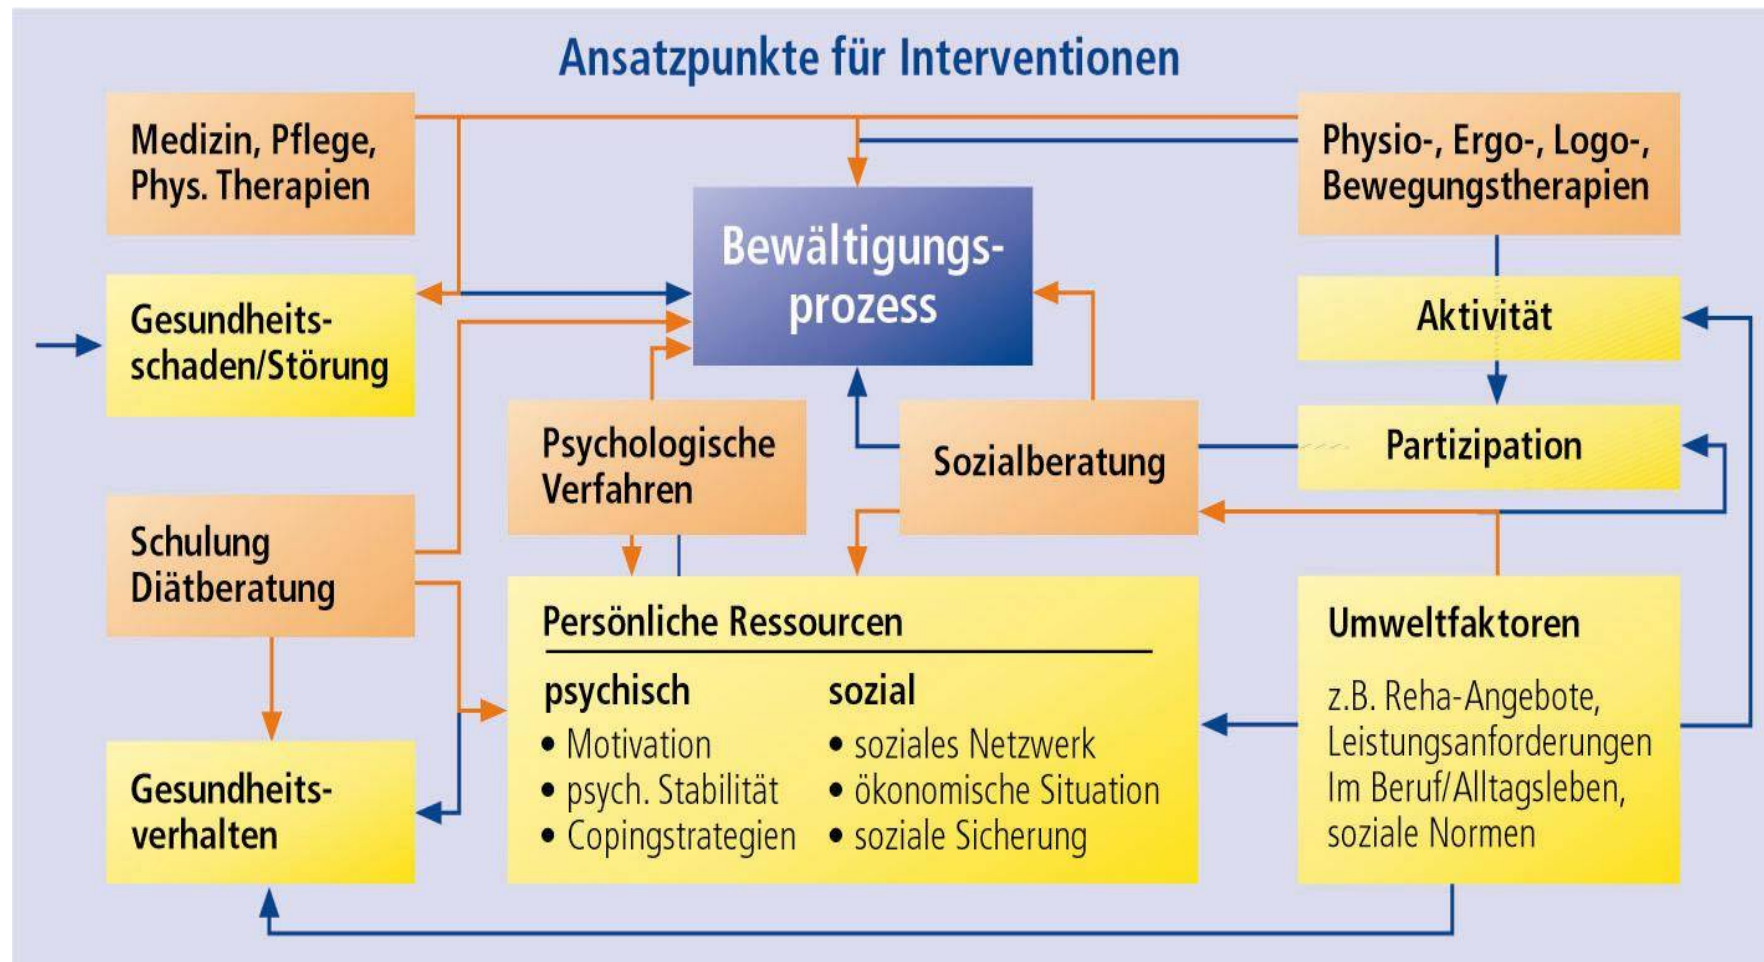 Ansatzpunkte für Interventionen
Medizin, Pflege,
Phys. Therapien
Physio-, Ergo-, Logo-,
Bewegungstherapien
Bewältigungs-
prozess
Gesundheits-
schaden/Störung
Aktivität
Partizipation
Psychologische
Verfahren
Sozialberatung
Schulung
Diätberatung
Persönliche Ressourcen
psychisch
• Motivation
• psych. Stabilität
• Copingstrategien
sozial
• soziales Netzwerk
• ökonomische Situation
• soziale Sicherung
Umweltfaktoren
z.B. Reha-Angebote,
Leistungsanforderungen
Im Beruf/Alltagsleben,
soziale Normen
Gesundheits-
verhalten